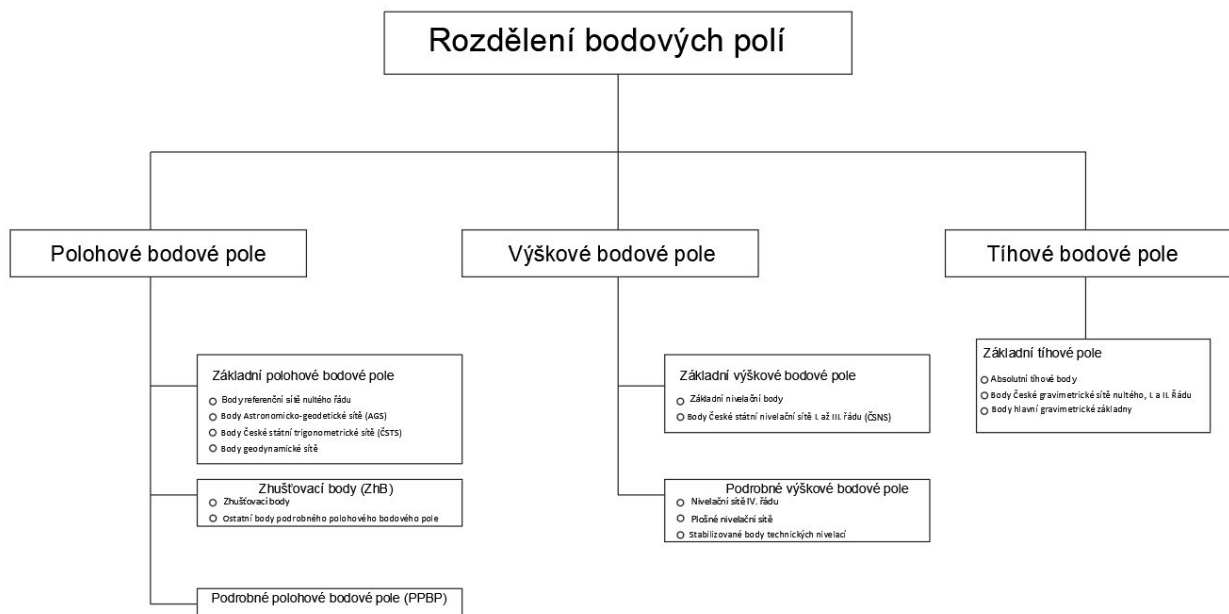 Rozdělení bodových polí
Polohové bodové pole
Výškové bodové pole
Tíhové bodové pole
Základní polohové bodové pole
Body referenční sítě nultého řádu
Body Astronomicko-geodetické sítě (AGS)
Body České státní trigonometrické sítě (ČSTS)
Body geodynamické sítě
Zhušťovací body (ZhB)
Zhušťovací body
Ostatní body podrobného polohového bodového pole
Podrobné polohové bodové pole (PPBP)
Základní výškové bodové pole
Základní nivelační body
Body České státní nivelační sítě I. až III. řádu (ČSNS)
Podrobné výškové bodové pole
Nivelační sítě IV. řádu
Plošné nivelační sítě
Stabilizované body technických nivelací
Základní tíhové pole
Absolutní tíhové body
Body České gravimetrické sítě nultého, I. a II. Řádu
Body hlavní gravimetrické základny